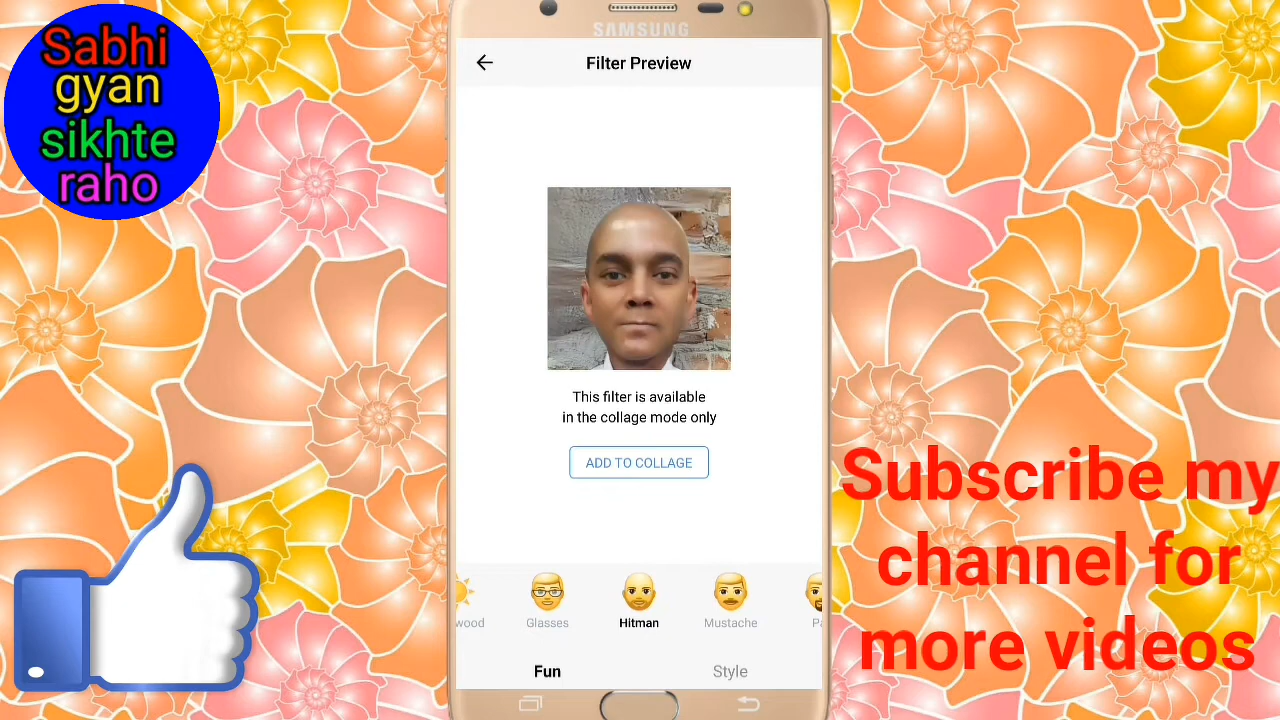 Sabhi
gyan
sikhte
raho
SAMSUNG
Filter Preview
This filter is available
in the collage mode only
ADD TO COLLAGE
wood
Glasses
Hitman
Mustache
Pa
Fun
Style
Subscribe my
channel for
more videos